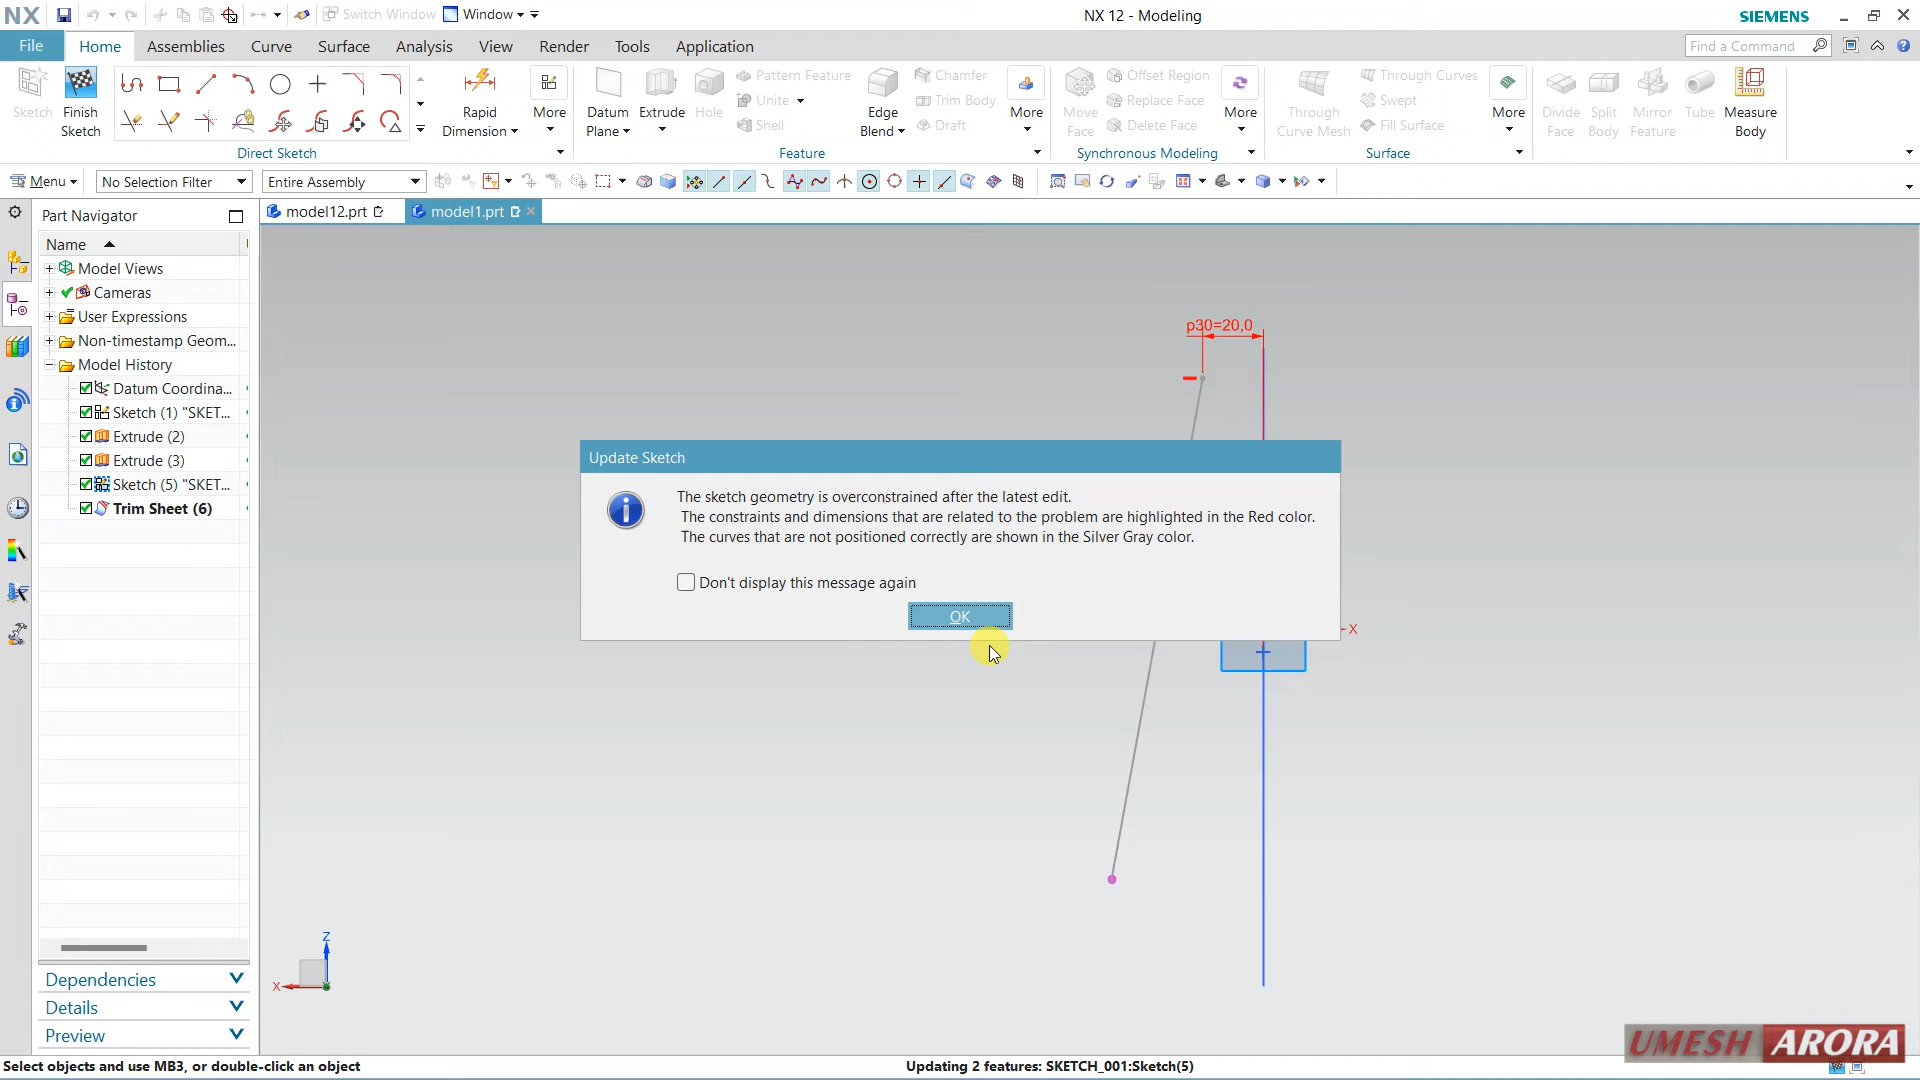 NX
Switch Window
Window
NX 12 - Modeling
SIEMENS
File
Home
Assemblies
Curve
Surface
Analysis
View
Render
Tools
Application
Find a Command
Sketch
Finish
Sketch
Rapid
Dimension
More
Direct Sketch
Datum
Plane
Extrude
Hole
Pattern Feature
Unite
Shell
Edge
Blend
Chamfer
Trim Body
Draft
More
Feature
Move
Face
Offset Region
Replace Face
Delete Face
More
Synchronous Modeling
Through
Curve Mesh
Through Curves
Swept
Fill Surface
More
Surface
Divide
Face
Split
Body
Mirror
Feature
Tube
Measure
Body
Menu
No Selection Filter
Entire Assembly
Part Navigator
model12.prt
model1.prt
Name
Model Views
Cameras
User Expressions
Non-timestamp Geom...
Model History
Datum Coordina...
Sketch (1) "SKET...
Extrude (2)
Extrude (3)
Sketch (5) "SKET...
Trim Sheet (6)
p30=20,0
Update Sketch
The sketch geometry is overconstrained after the latest edit.
The constraints and dimensions that are related to the problem are highlighted in the Red color.
The curves that are not positioned correctly are shown in the Silver Gray color.
Don't display this message again
OK
X
Z
X
Dependencies
Details
Preview
UMESH ARORA
Select objects and use MB3, or double-click an object
Updating 2 features: SKETCH_001:Sketch(5)